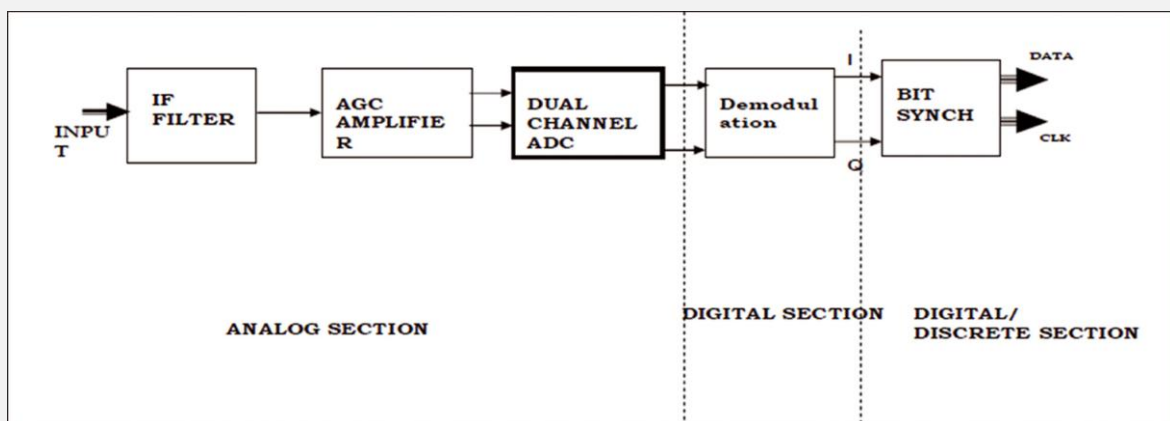 INPU
T
IF
FILTER
AGC
AMPLIFIE
R
DUAL
CHANNEL
ADC
Demodul
ation
I
Q
BIT
SYNCH
DATA
CLK
ANALOG SECTION
DIGITAL SECTION
DIGITAL/
DISCRETE SECTION